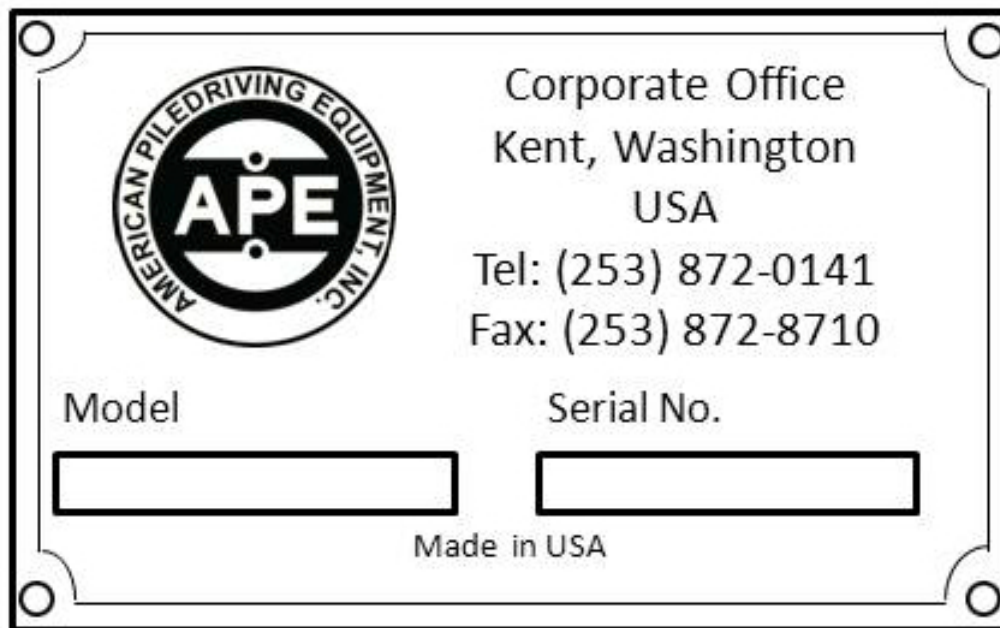 AMERICAN PILEDRIVING EQUIPMENT, INC.
APE
Corporate Office
Kent, Washington
USA
Tel: (253) 872-0141
Fax: (253) 872-8710
Model
Serial No.
Made in USA